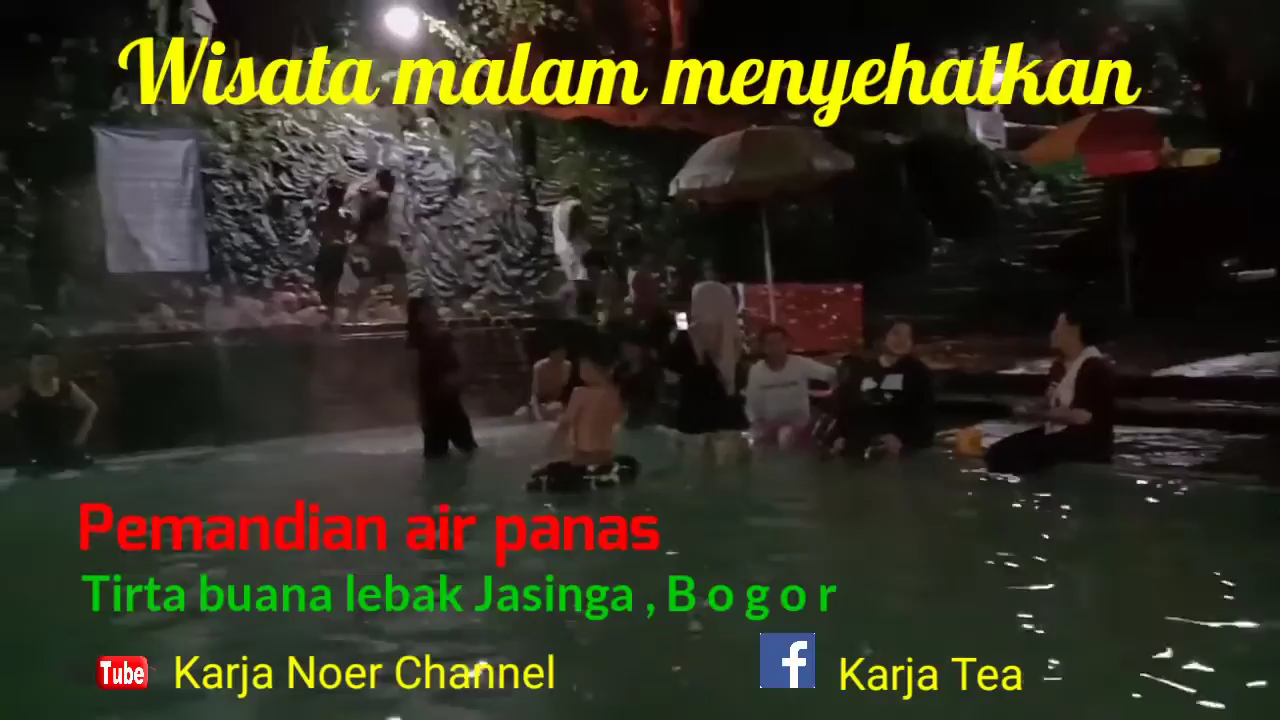 Wisata malam menyehatkan
Pemandian air panas
Tirta buana lebak Jasinga , B o g o r
Tube Karja Noer Channel
f Karja Tea